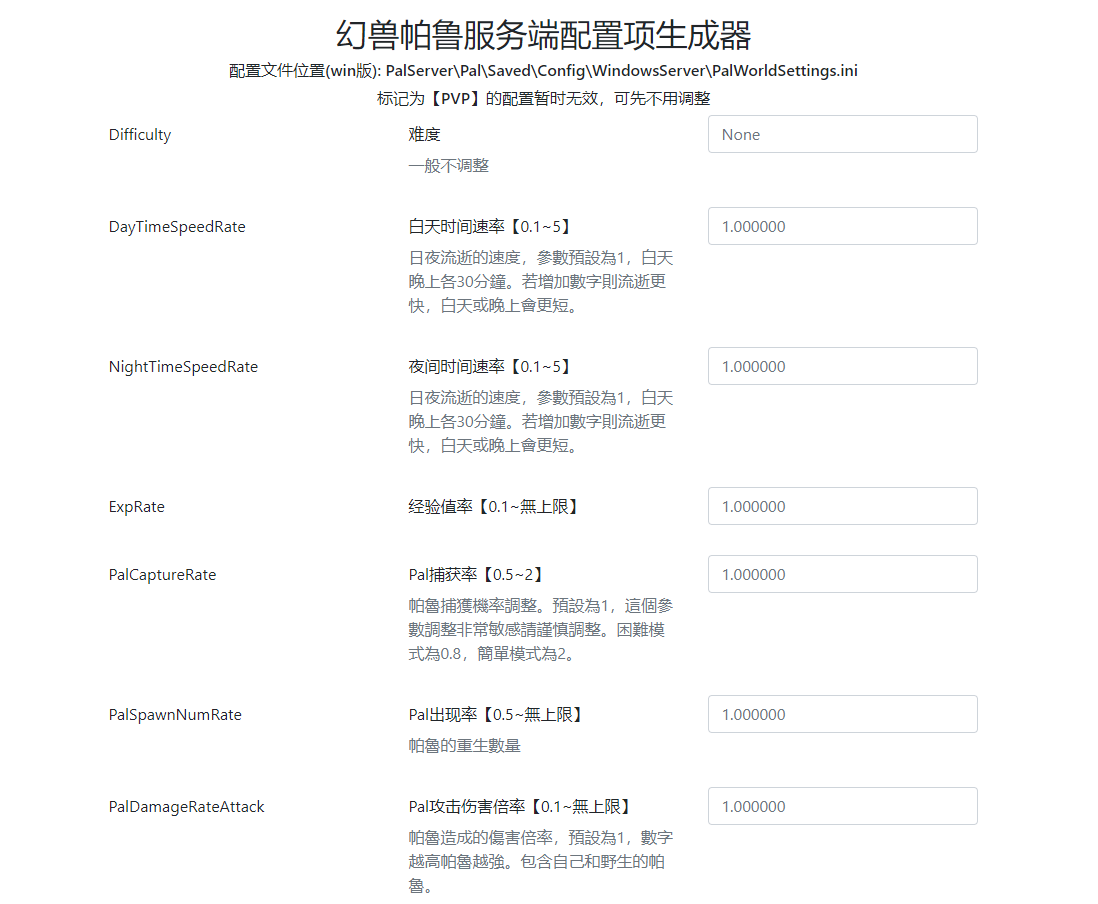 幻兽帕鲁服务端配置项生成器
配置文件位置(win版): PalServer\Pal\Saved\Config\WindowsServer\PalWorldSettings.ini
标记为【PVP】的配置暂时无效，可先不用调整
Difficulty
难度
None
一般不调整
DayTimeSpeedRate
白天时间速率【0.1~5】
1.000000
日夜流逝的速度，參數預設為1，白天
晚上各30分鐘。若增加數字則流逝更
快，白天或晚上會更短。
NightTimeSpeedRate
夜间时间速率【0.1~5】
1.000000
日夜流逝的速度，參數預設為1，白天
晚上各30分鐘。若增加數字則流逝更
快，白天或晚上會更短。
ExpRate
经验值率【0.1~無上限】
1.000000
PalCaptureRate
Pal捕获率【0.5~2】
1.000000
帕魯捕獲機率調整。預設為1，這個參
數調整非常敏感請謹慎調整。困難模
式為0.8，簡單模式為2。
PalSpawnNumRate
Pal出现率【0.5~無上限】
1.000000
帕魯的重生數量
PalDamageRateAttack
Pal攻击伤害倍率【0.1~無上限】
1.000000
帕魯造成的傷害倍率，預設為1，數字
越高帕魯越強。包含自己和野生的帕
魯。